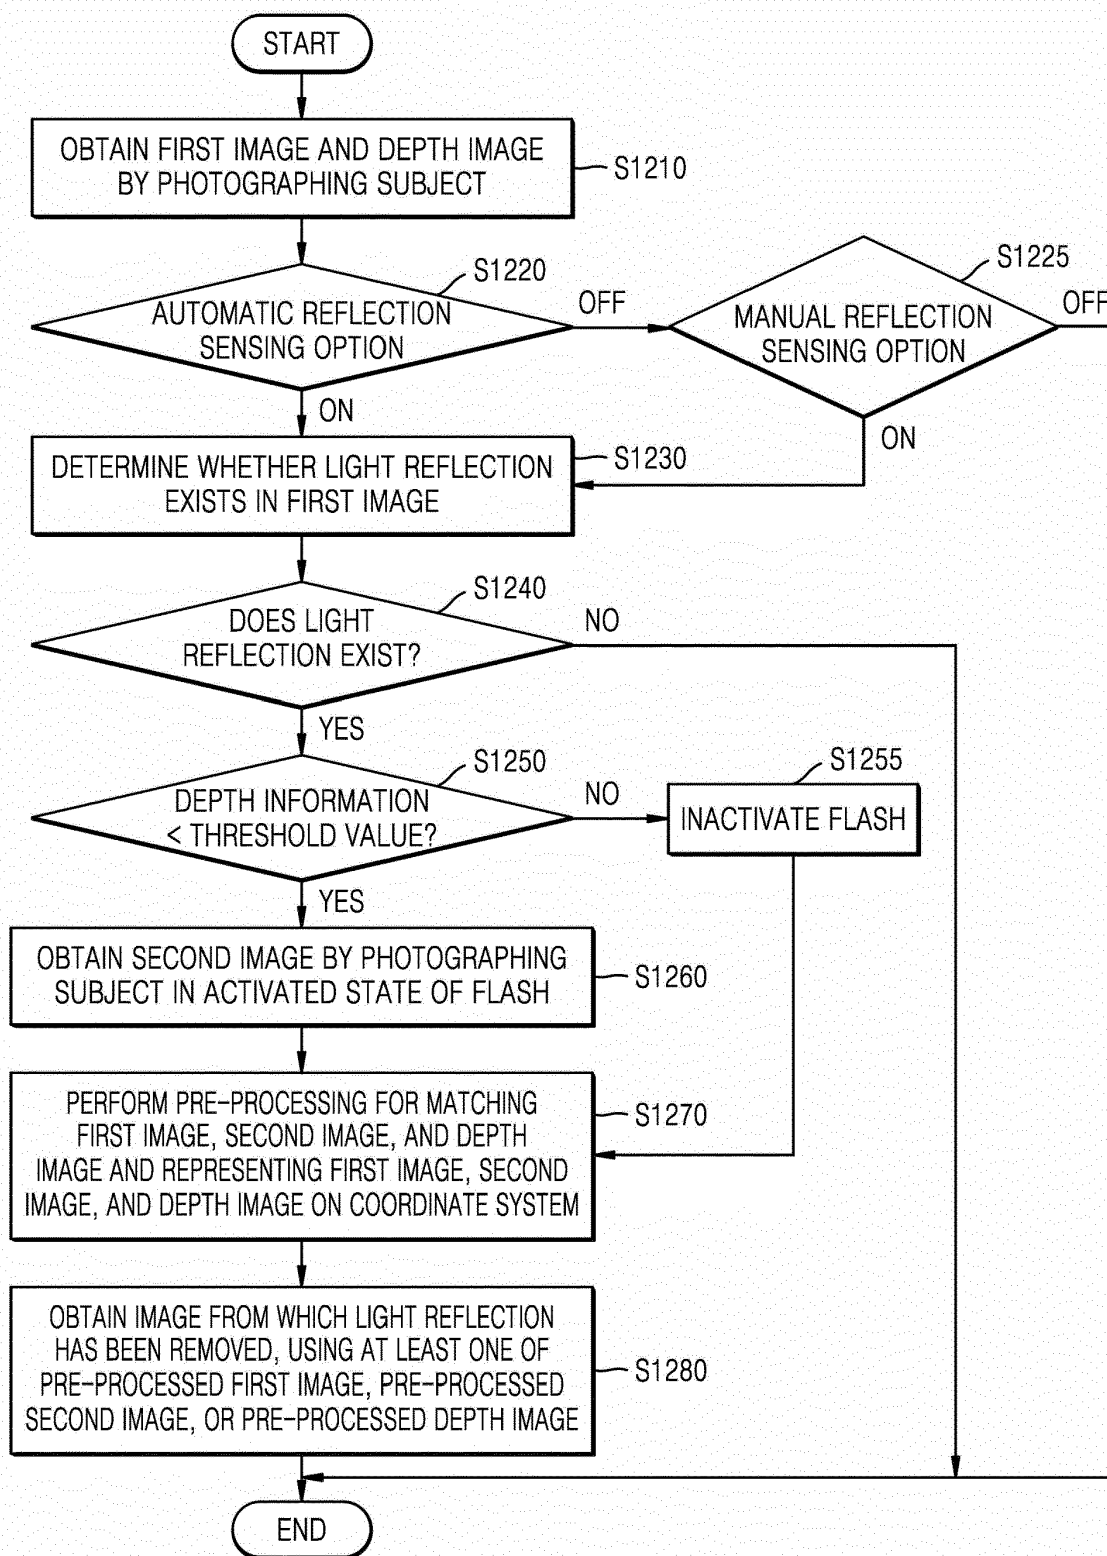 START
OBTAIN FIRST IMAGE AND DEPTH IMAGE
BY PHOTOGRAPHING SUBJECT
S1210
S1220
AUTOMATIC REFLECTION
SENSING OPTION
OFF
S1225
MANUAL REFLECTION
SENSING OPTION
OFF
ON
ON
DETERMINE WHETHER LIGHT REFLECTION
EXISTS IN FIRST IMAGE
S1230
S1240
DOES LIGHT
REFLECTION EXIST?
NO
YES
S1250
DEPTH INFORMATION
< THRESHOLD VALUE?
NO
S1255
INACTIVATE FLASH
YES
OBTAIN SECOND IMAGE BY PHOTOGRAPHING
SUBJECT IN ACTIVATED STATE OF FLASH
S1260
PERFORM PRE-PROCESSING FOR MATCHING
FIRST IMAGE, SECOND IMAGE, AND DEPTH
IMAGE AND REPRESENTING FIRST IMAGE, SECOND
IMAGE, AND DEPTH IMAGE ON COORDINATE SYSTEM
S1270
OBTAIN IMAGE FROM WHICH LIGHT REFLECTION
HAS BEEN REMOVED, USING AT LEAST ONE OF
PRE-PROCESSED FIRST IMAGE, PRE-PROCESSED
SECOND IMAGE, OR PRE-PROCESSED DEPTH IMAGE
S1280
END